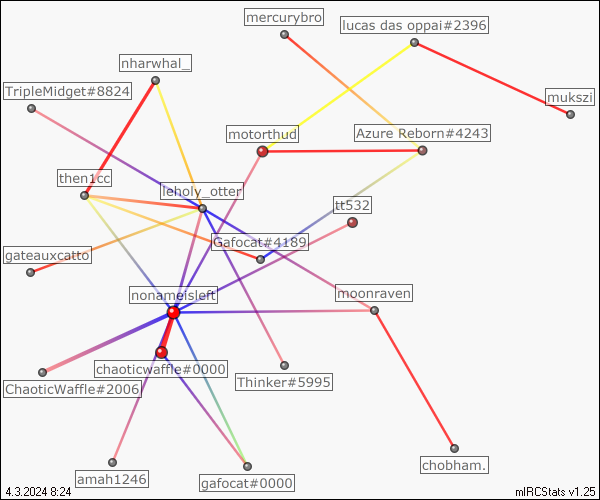 mercurybro
lucas das oppai#2396
nharwhal_
TripleMidget#8824
mukszi
motorthud
Azure Reborn#4243
then1cc
leholy_otter
tt532
Gafocat#4189
gateauxcatto
nonameisleft
moonraven
chaoticwaffle#0000
ChaoticWaffle#2006
Thinker#5995
chobham.
amah1246
gafocat#0000
4.3.2024 8:24
mIRCStats v1.25